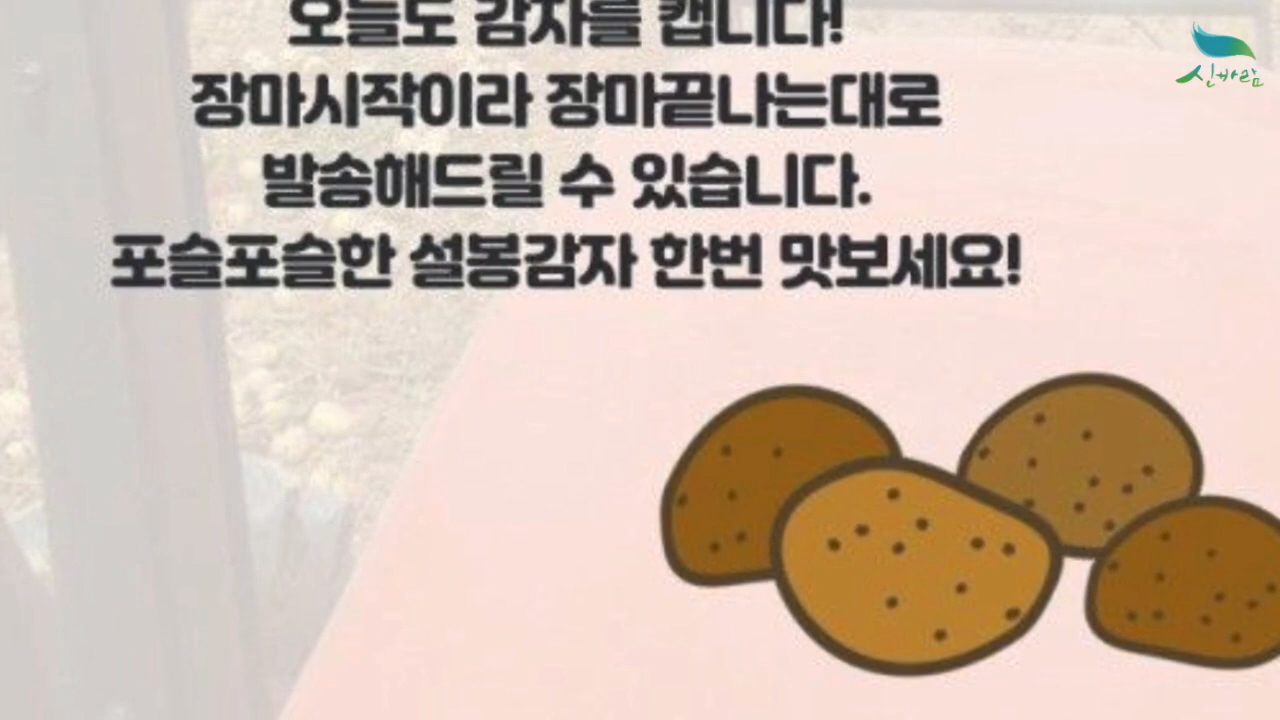 오늘도 감자를 캡니다!
장마시작이라 장마끝나는대로
발송해드릴 수 있습니다.
포슬포슬한 설봉감자 한번 맛보세요!
신바람